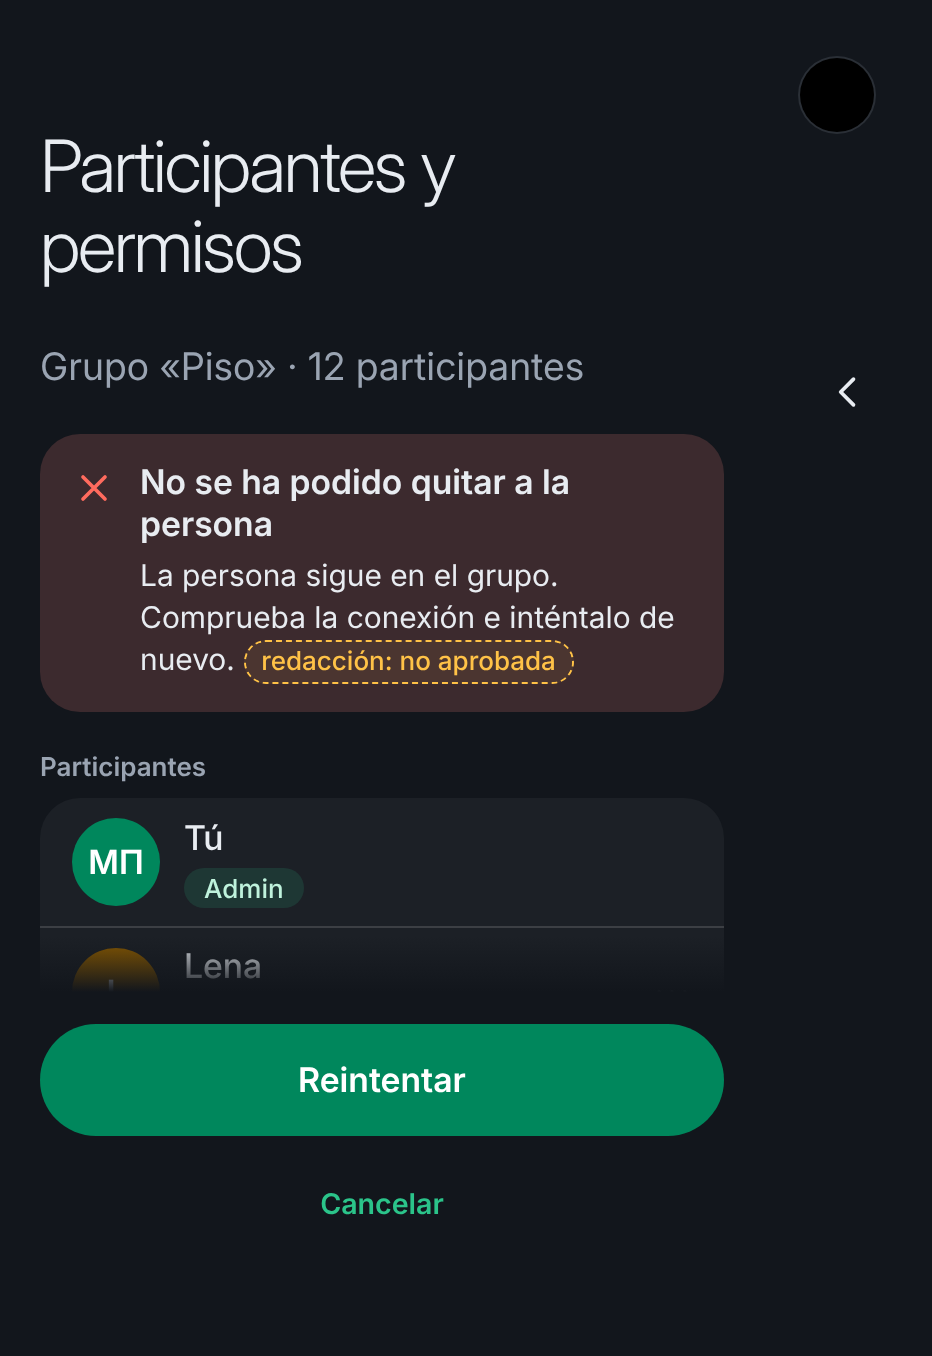 Participantes y
permisos
Grupo «Piso» · 12 participantes
No se ha podido quitar a la
persona
La persona sigue en el grupo.
Comprueba la conexión e inténtalo de
nuevo. redacción: no aprobada
Participantes
МП
Tú
Admin
Lena
Reintentar
Cancelar